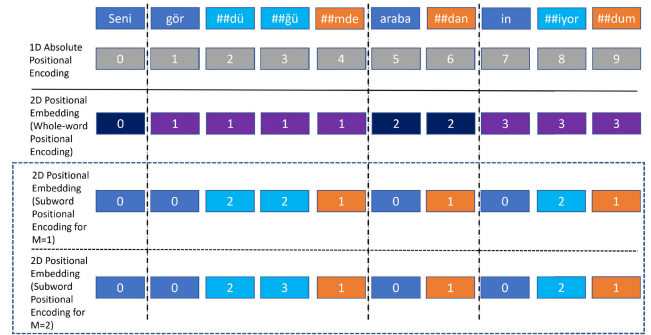 Seni gör ##dü ##ğü ##mde araba ##dan in ##iyor ##dum
1D Absolute
Positional
Encoding
0 1 2 3 4 5 6 7 8 9
2D Positional
Embedding
(Whole-word
Positional
Encoding)
0 1 1 1 1 2 2 3 3 3
2D Positional
Embedding
(Subword
Positional
Encoding for
M=1)
0 0 2 2 1 0 1 0 2 1
2D Positional
Embedding
(Subword
Positional
Encoding for
M=2)
0 0 2 3 1 0 1 0 2 1